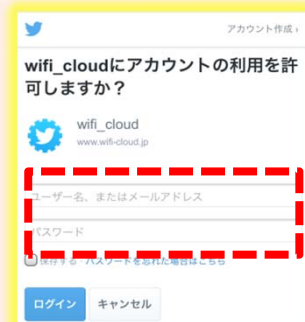 アカウント作成 ›
wifi_cloudにアカウントの利用を許
可しますか？
wifi_cloud
www.wifi-cloud.jp
ユーザー名、またはメールアドレス
パスワード
保存する · パスワードを忘れた場合はこちら
ログイン
キャンセル